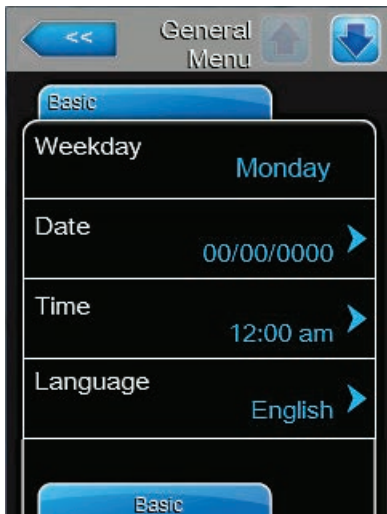 <<
General
Menu
Basic
Weekday
Monday
Date
00/00/0000
Time
12:00 am
Language
English
Basic